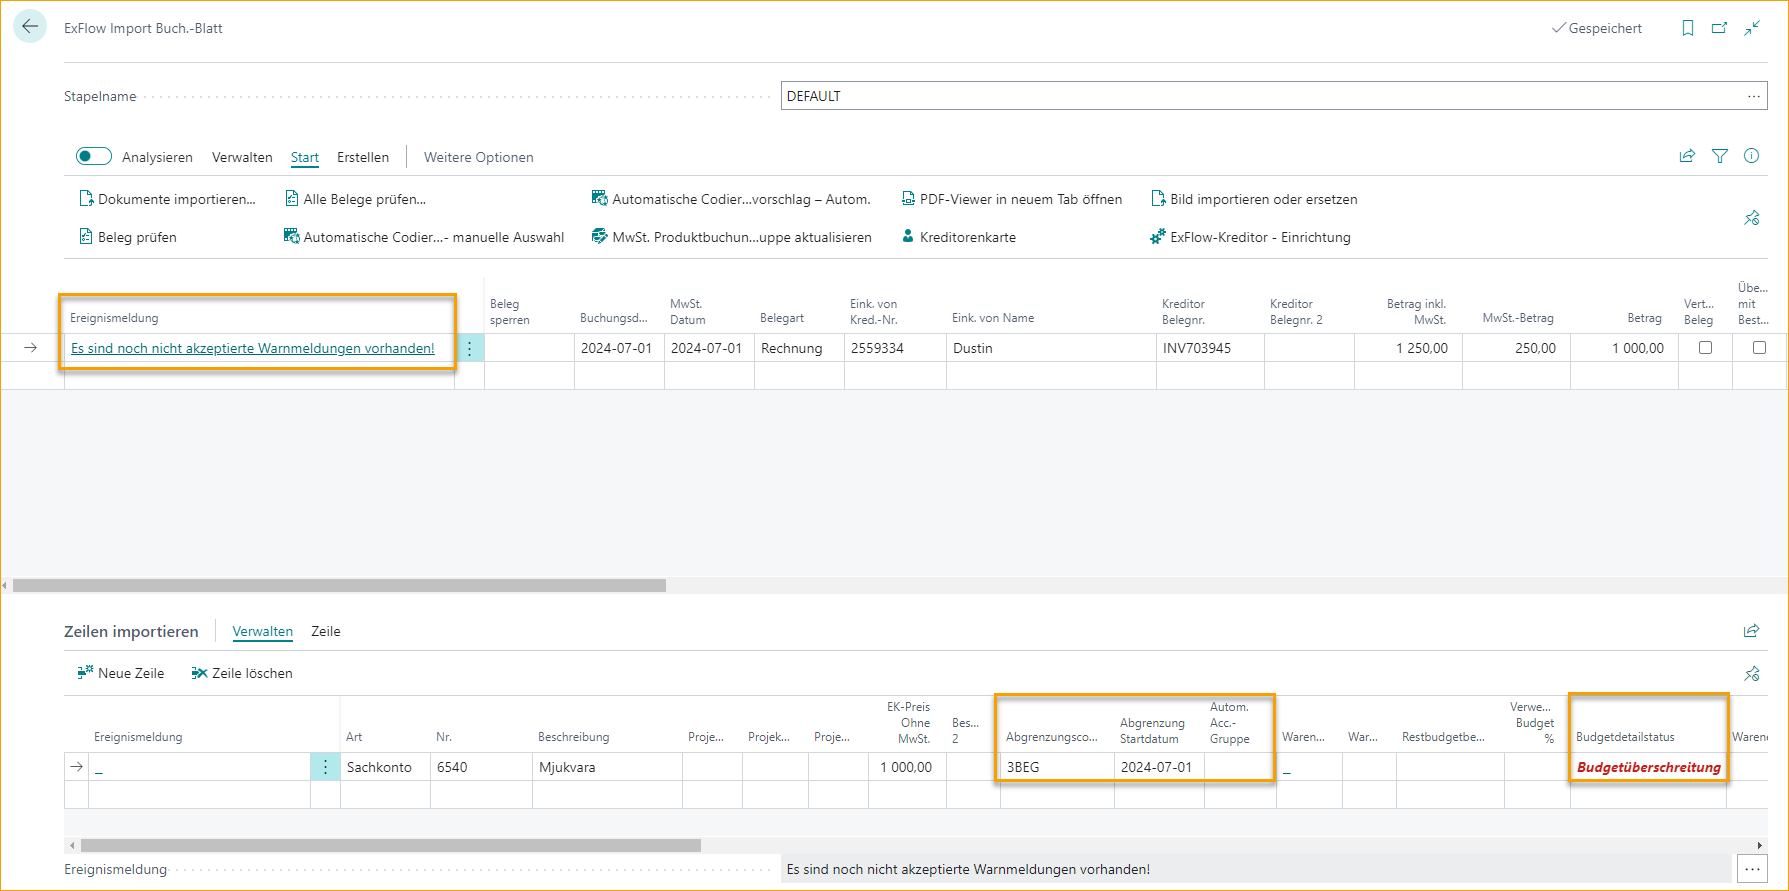 ExFlow Import Buch.-Blatt
Gespeichert
Stapelname
DEFAULT
Analysieren Verwalten Start Erstellen Weitere Optionen
Dokumente importieren... Alle Belege prüfen... Automatische Codier...vorschlag – Autom. PDF-Viewer in neuem Tab öffnen Bild importieren oder ersetzen
Beleg prüfen Automatische Codier...- manuelle Auswahl MwSt. Produktbuchun...uppe aktualisieren Kreditorenkarte ExFlow-Kreditor - Einrichtung
Ereignismeldung Beleg sperren Buchungsd... MwSt. Datum Belegart Eink. von Kred.-Nr. Eink. von Name Kreditor Belegnr. Kreditor Belegnr. 2 Betrag inkl. MwSt. MwSt.-Betrag Betrag Vert... Beleg Übe... mit Best...
Es sind noch nicht akzeptierte Warnmeldungen vorhanden! 2024-07-01 2024-07-01 Rechnung 2559334 Dustin INV703945 1 250,00 250,00 1 000,00
Zeilen importieren Verwalten Zeile
Neue Zeile Zeile löschen
Ereignismeldung Art Nr. Beschreibung Proje... Projek... Proje... EK-Preis Ohne MwSt. Bes... 2 Abgrenzungsco... Abgrenzung Startdatum Autom. Acc.-Gruppe Waren... War... Restbudgetbe... Verwe... Budget % Budgetdetailstatus Warene
_ Sachkonto 6540 Mjukvara 1 000,00 3BEG 2024-07-01 _ Budgetüberschreitung
Ereignismeldung Es sind noch nicht akzeptierte Warnmeldungen vorhanden!